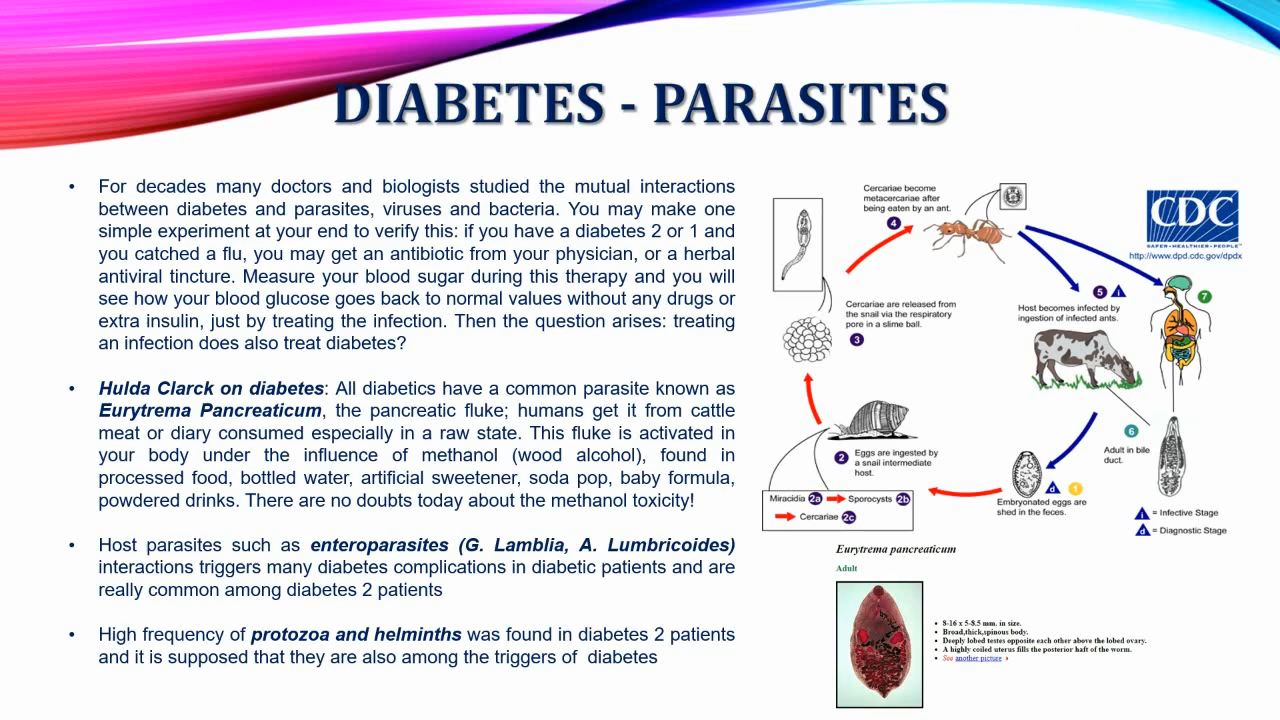 DIABETES - PARASITES
• For decades many doctors and biologists studied the mutual interactions
between diabetes and parasites, viruses and bacteria. You may make one
simple experiment at your end to verify this: if you have a diabetes 2 or 1 and
you catched a flu, you may get an antibiotic from your physician, or a herbal
antiviral tincture. Measure your blood sugar during this therapy and you will
see how your blood glucose goes back to normal values without any drugs or
extra insulin, just by treating the infection. Then the question arises: treating
an infection does also treat diabetes?
• Hulda Clarck on diabetes: All diabetics have a common parasite known as
Eurytrema Pancreaticum, the pancreatic fluke; humans get it from cattle
meat or diary consumed especially in a raw state. This fluke is activated in
your body under the influence of methanol (wood alcohol), found in
processed food, bottled water, artificial sweetener, soda pop, baby formula,
powdered drinks. There are no doubts today about the methanol toxicity!
• Host parasites such as enteroparasites (G. Lamblia, A. Lumbricoides)
interactions triggers many diabetes complications in diabetic patients and are
really common among diabetes 2 patients
• High frequency of protozoa and helminths was found in diabetes 2 patients
and it is supposed that they are also among the triggers of diabetes
Cercariae become
metacercariae after
being eaten by an ant.
4
CDC
SAFER • HEALTHIER • PEOPLE™
http://www.dpd.cdc.gov/dpdx
5 i
7
Host becomes infected by
ingestion of infected ants.
Cercariae are released from
the snail via the respiratory
pore in a slime ball.
3
6
Adult in bile
duct.
2 Eggs are ingested by
a snail intermediate
host.
d 1
Embryonated eggs are
shed in the feces.
Miracidia 2a Sporocysts 2b
Cercariae 2c
i = Infective Stage
d = Diagnostic Stage
Eurytrema pancreaticum
Adult
• 8-16 x 5-8.5 mm. in size.
• Broad,thick,spinous body.
• Deeply lobed testes opposite each other above the lobed ovary.
• A highly coiled uterus fills the posterior haft of the worm.
• See another picture